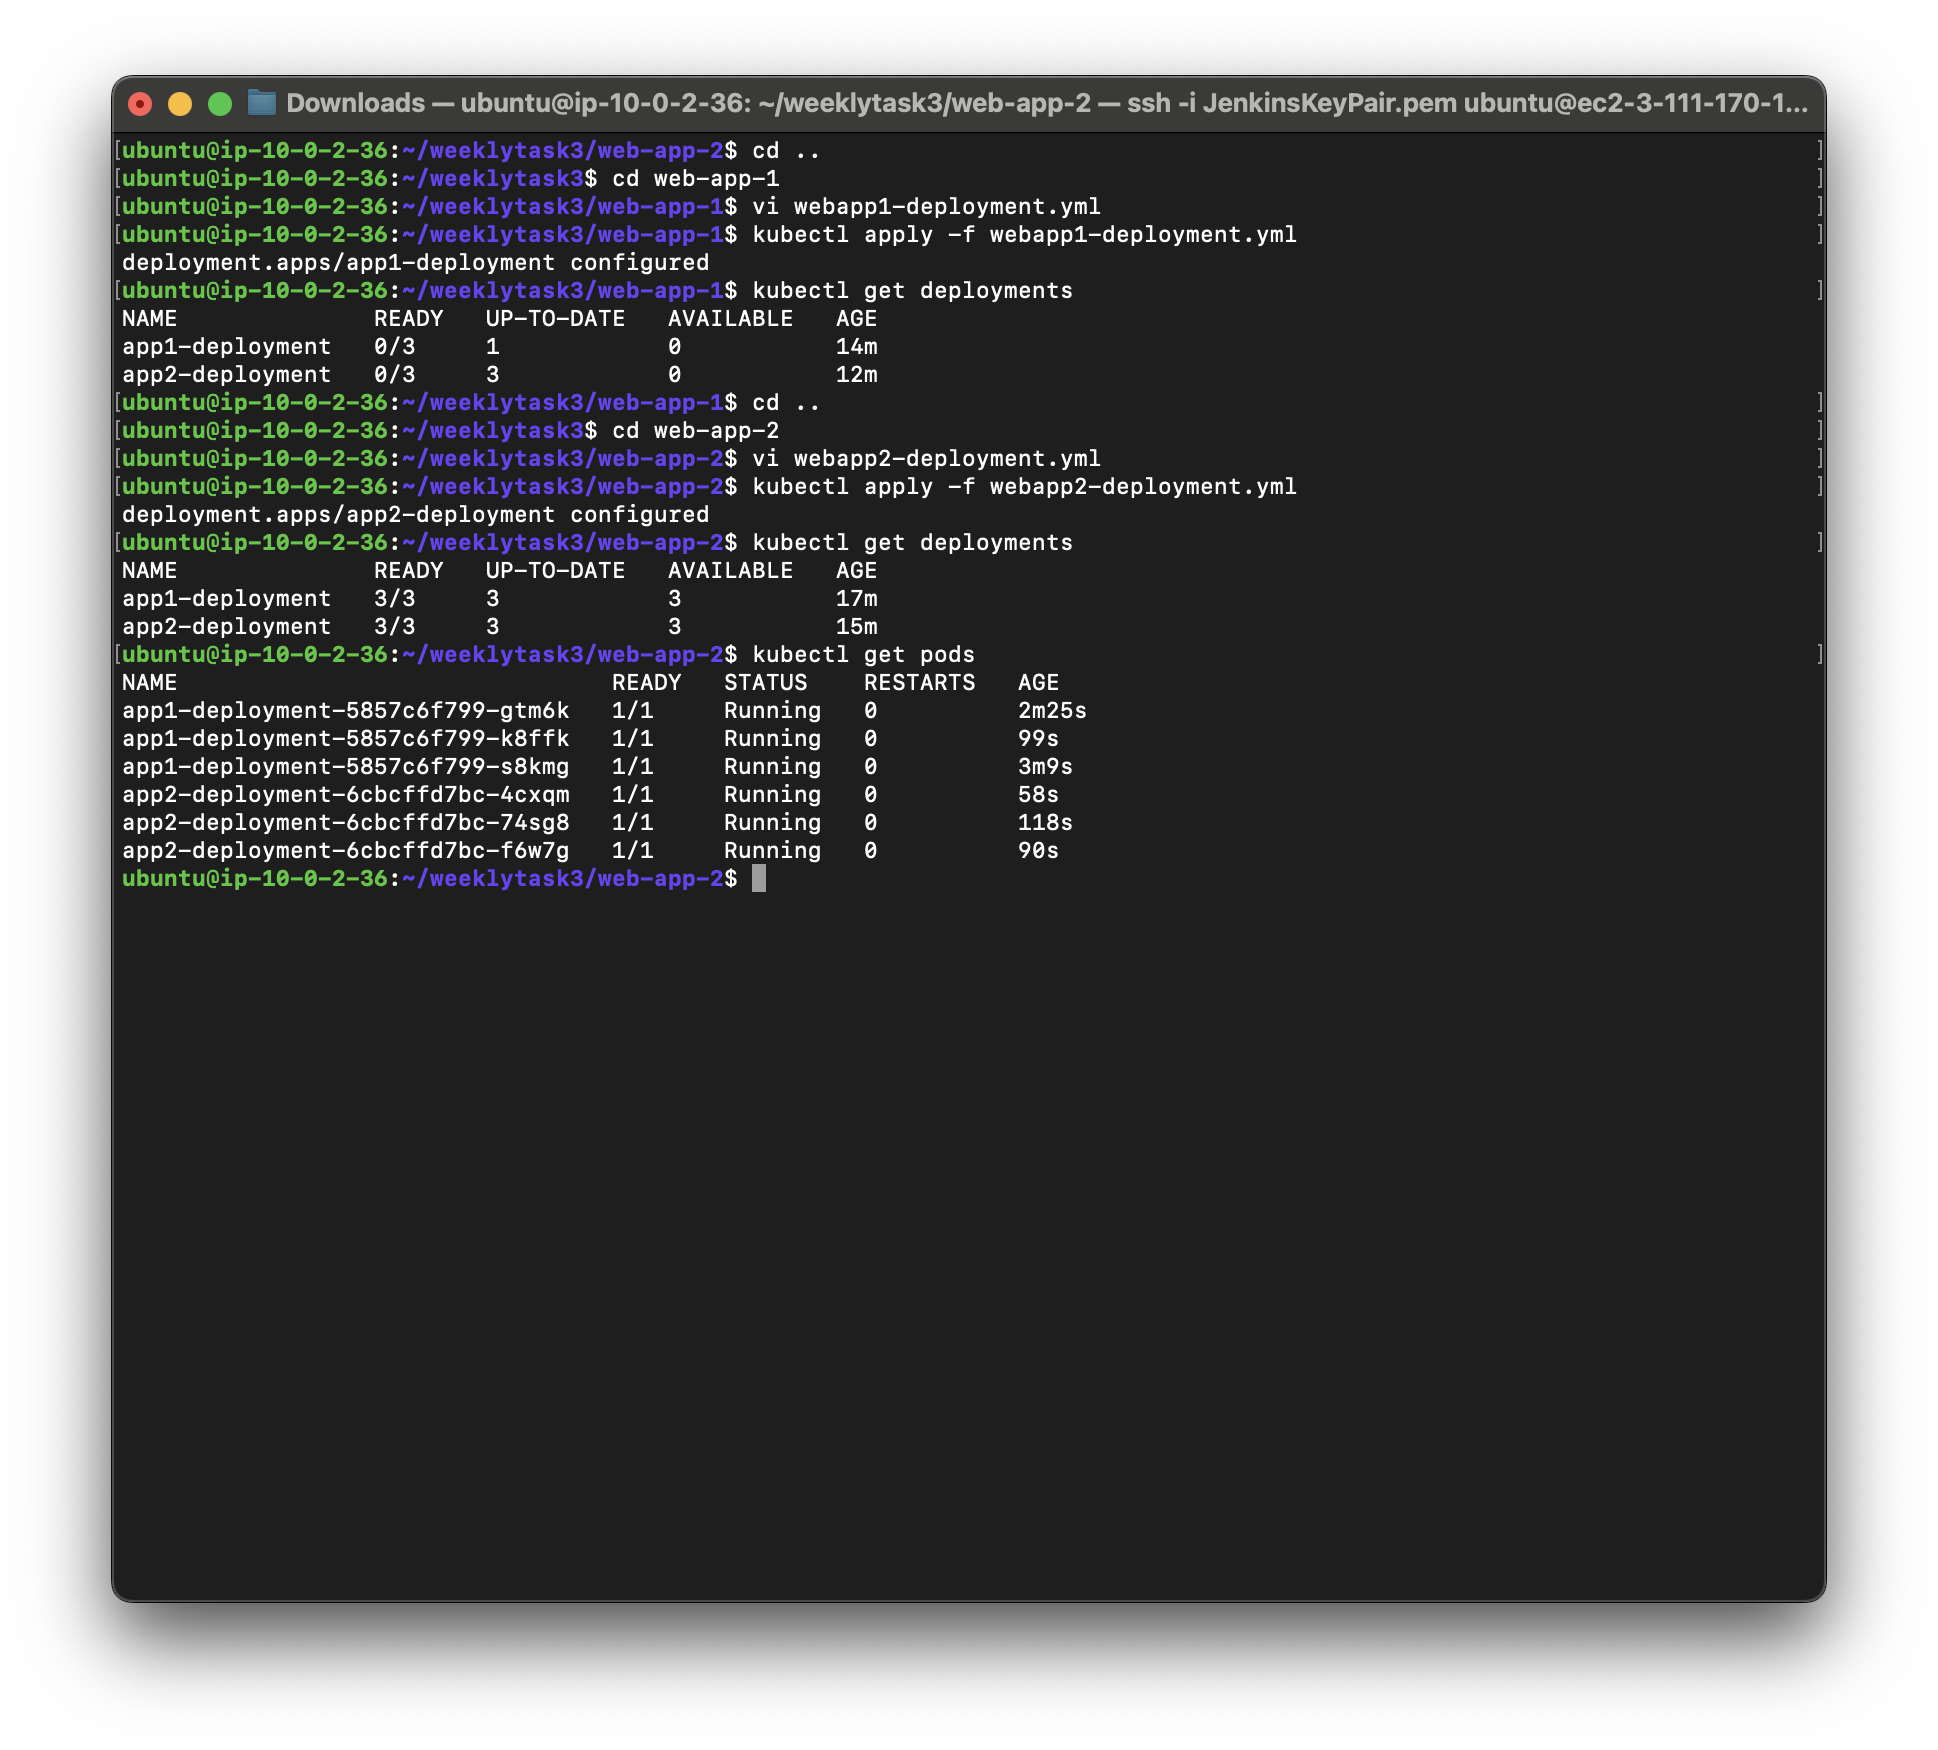 Downloads — ubuntu@ip-10-0-2-36: ~/weeklytask3/web-app-2 — ssh -i JenkinsKeyPair.pem ubuntu@ec2-3-111-170-1...
[ubuntu@ip-10-0-2-36:~/weeklytask3/web-app-2$ cd .. ]
[ubuntu@ip-10-0-2-36:~/weeklytask3$ cd web-app-1 ]
[ubuntu@ip-10-0-2-36:~/weeklytask3/web-app-1$ vi webapp1-deployment.yml ]
[ubuntu@ip-10-0-2-36:~/weeklytask3/web-app-1$ kubectl apply -f webapp1-deployment.yml ]
deployment.apps/app1-deployment configured
[ubuntu@ip-10-0-2-36:~/weeklytask3/web-app-1$ kubectl get deployments ]
NAME READY UP-TO-DATE AVAILABLE AGE
app1-deployment 0/3 1 0 14m
app2-deployment 0/3 3 0 12m
[ubuntu@ip-10-0-2-36:~/weeklytask3/web-app-1$ cd .. ]
[ubuntu@ip-10-0-2-36:~/weeklytask3$ cd web-app-2 ]
[ubuntu@ip-10-0-2-36:~/weeklytask3/web-app-2$ vi webapp2-deployment.yml ]
[ubuntu@ip-10-0-2-36:~/weeklytask3/web-app-2$ kubectl apply -f webapp2-deployment.yml ]
deployment.apps/app2-deployment configured
[ubuntu@ip-10-0-2-36:~/weeklytask3/web-app-2$ kubectl get deployments ]
NAME READY UP-TO-DATE AVAILABLE AGE
app1-deployment 3/3 3 3 17m
app2-deployment 3/3 3 3 15m
[ubuntu@ip-10-0-2-36:~/weeklytask3/web-app-2$ kubectl get pods ]
NAME READY STATUS RESTARTS AGE
app1-deployment-5857c6f799-gtm6k 1/1 Running 0 2m25s
app1-deployment-5857c6f799-k8ffk 1/1 Running 0 99s
app1-deployment-5857c6f799-s8kmg 1/1 Running 0 3m9s
app2-deployment-6cbcffd7bc-4cxqm 1/1 Running 0 58s
app2-deployment-6cbcffd7bc-74sg8 1/1 Running 0 118s
app2-deployment-6cbcffd7bc-f6w7g 1/1 Running 0 90s
ubuntu@ip-10-0-2-36:~/weeklytask3/web-app-2$